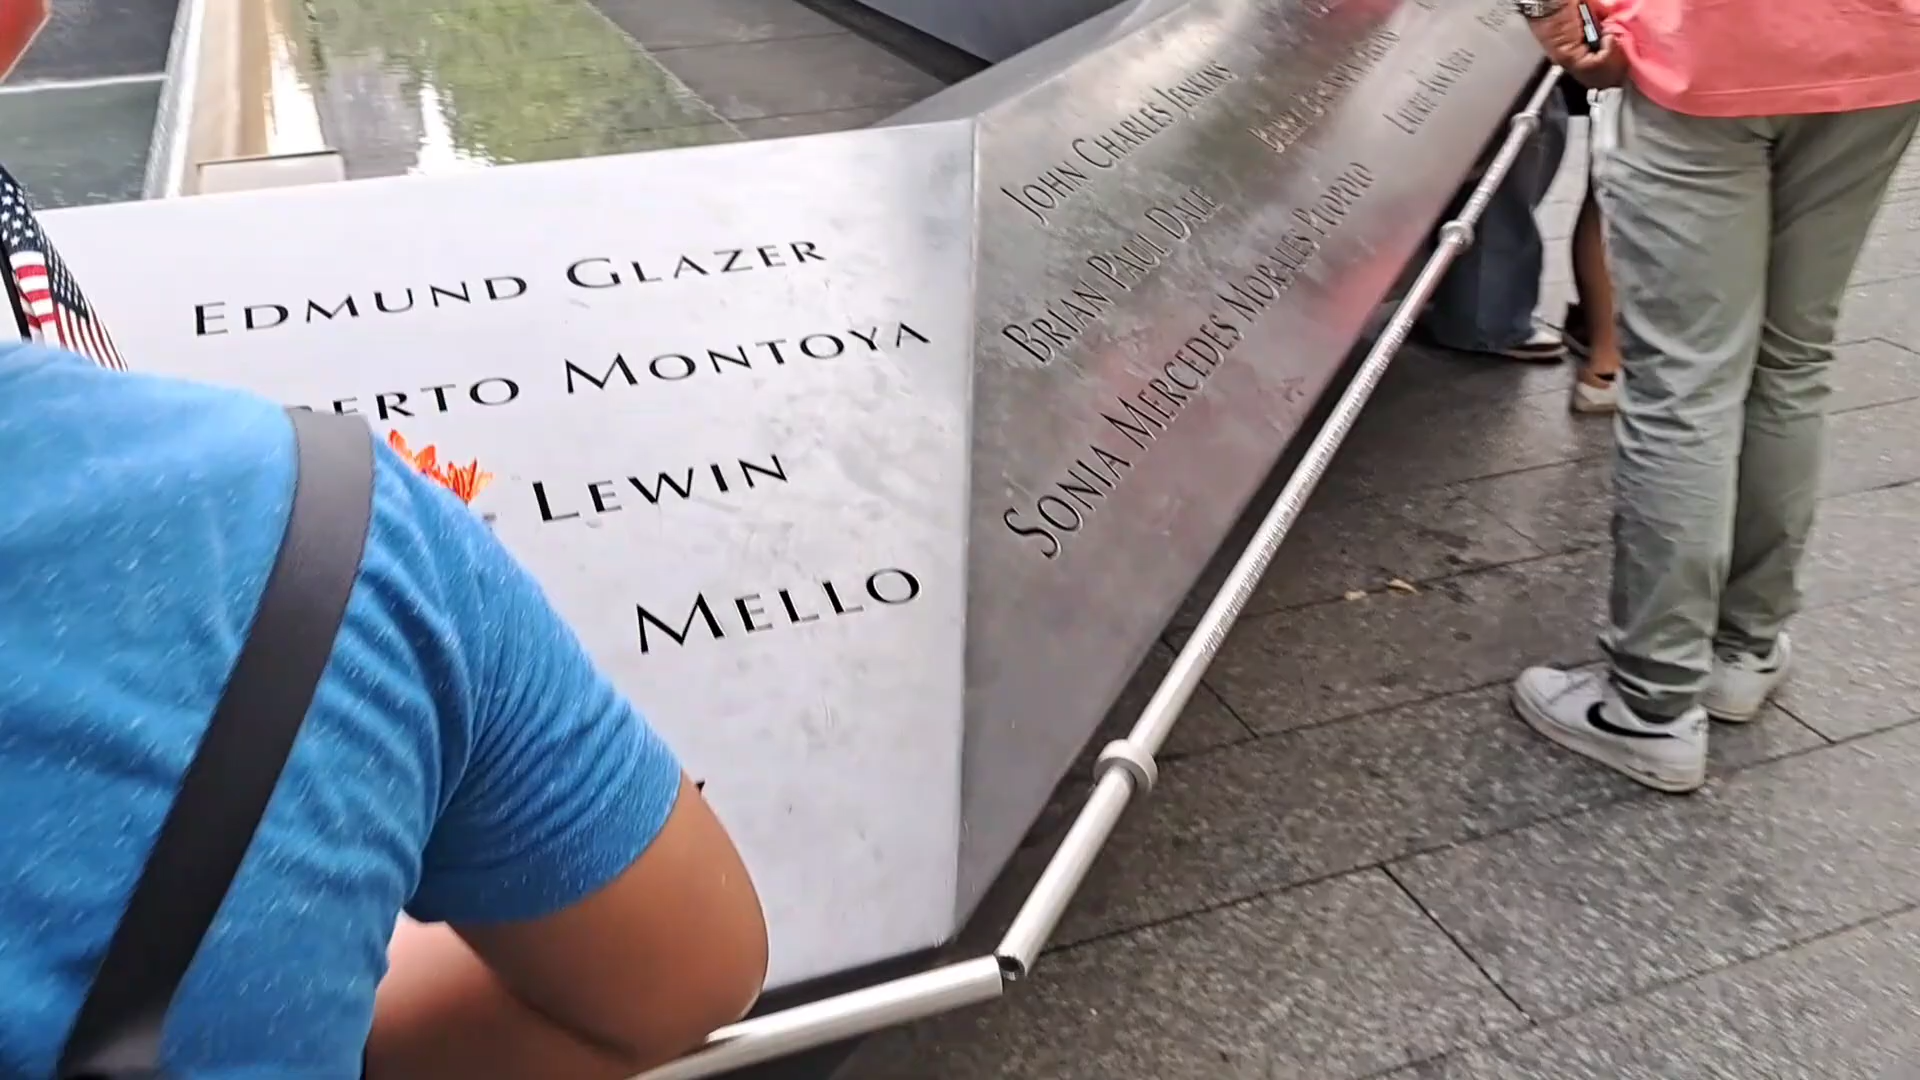 EDMUND GLAZER
ERTO MONTOYA
LEWIN
MELLO
JOHN CHARLES JENKINS
BRIAN PAUL DALE
SONIA MERCEDES MORALES PUOPOLO